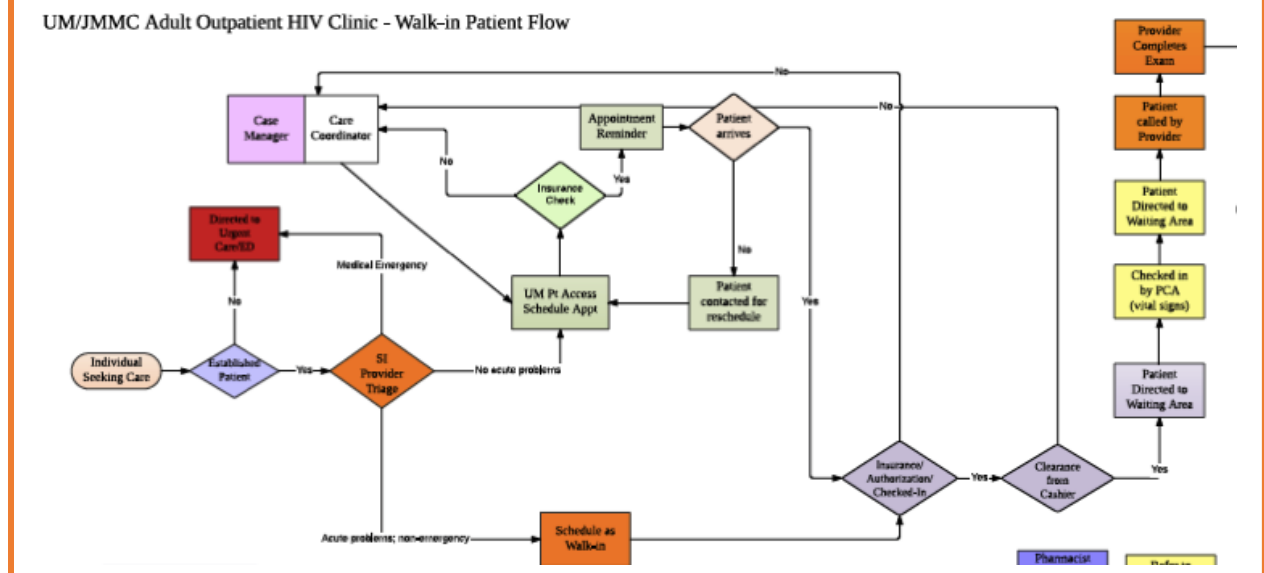 UM/JMMC Adult Outpatient HIV Clinic - Walk-in Patient Flow
Provider
Completes
Exam
No
Case
Manager
Care
Coordinator
Appointment
Reminder
Patient
arrives
No
Patient
called by
Provider
No
Insurance
Check
Yes
Patient
Directed to
Waiting Area
Directed to
Urgent
Care/ED
Medical Emergency
No
UM Pt Access
Schedule Appt
Patient
contacted for
reschedule
Yes
Checked in
by PCA
(vital signs)
No
Individual
Seeking Care
Established
Patient
Yes
SI
Provider
Triage
No acute problems
Patient
Directed to
Waiting Area
Insurance/
Authorization/
Checked-In
Yes
Clearance
from
Cashier
Yes
Acute problems; non-emergency
Schedule as
Walk-in
Pharmacist
Refer to